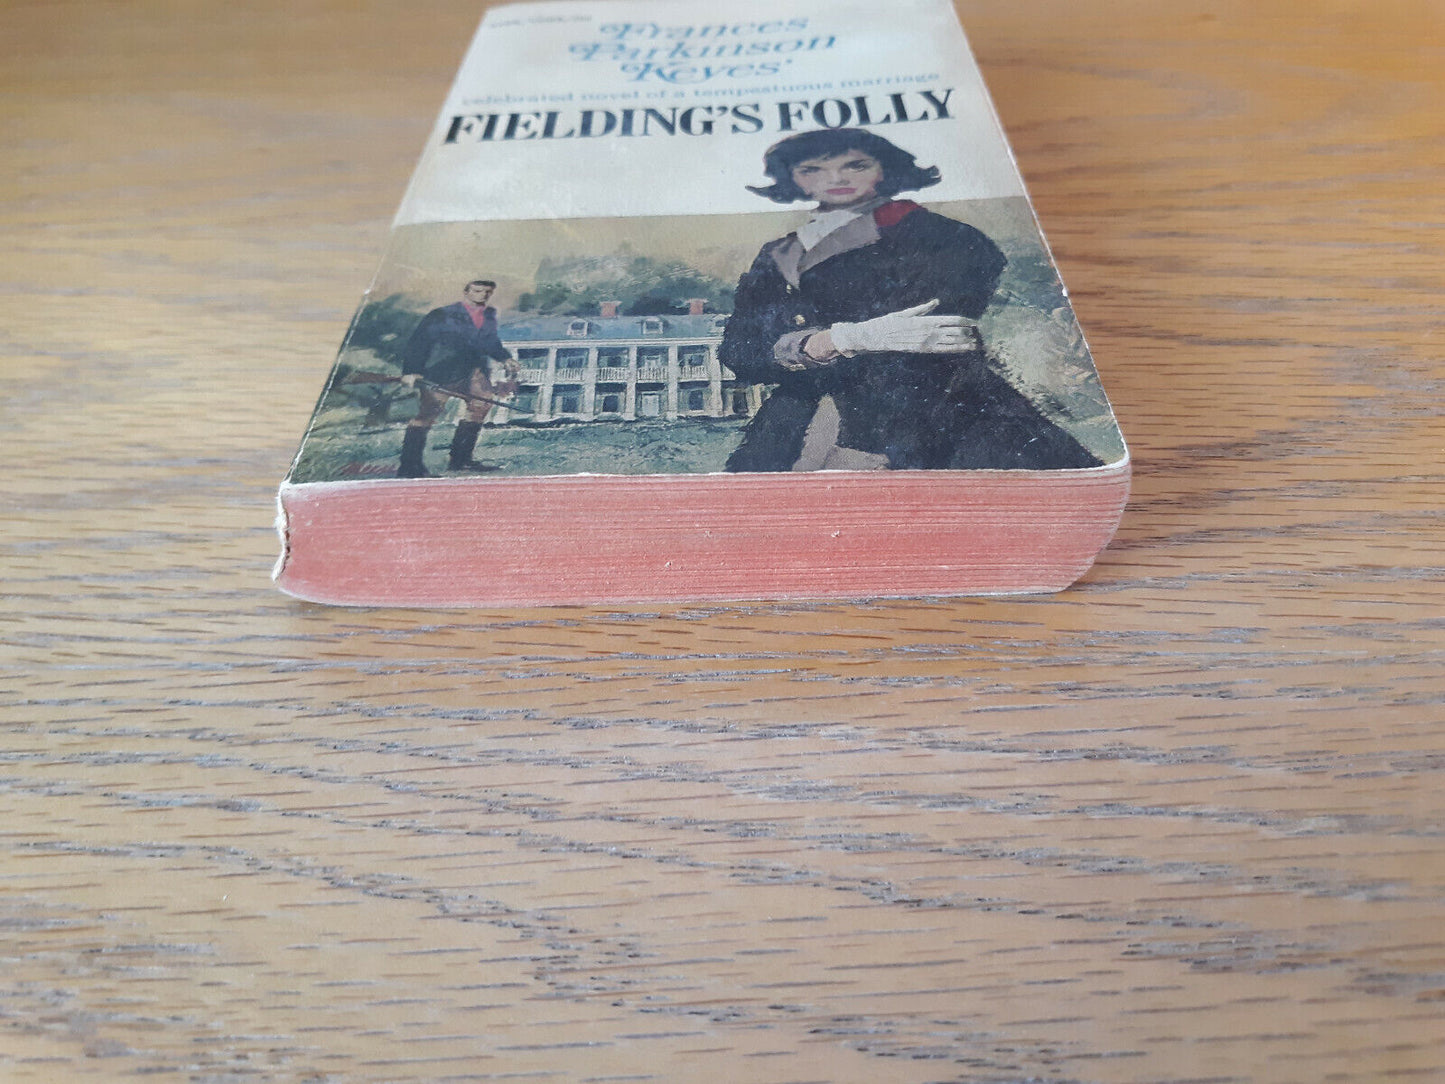 Frances
Parkinson
Keyes'
celebrated novel of a tempestuous marriage
FIELDING'S FOLLY